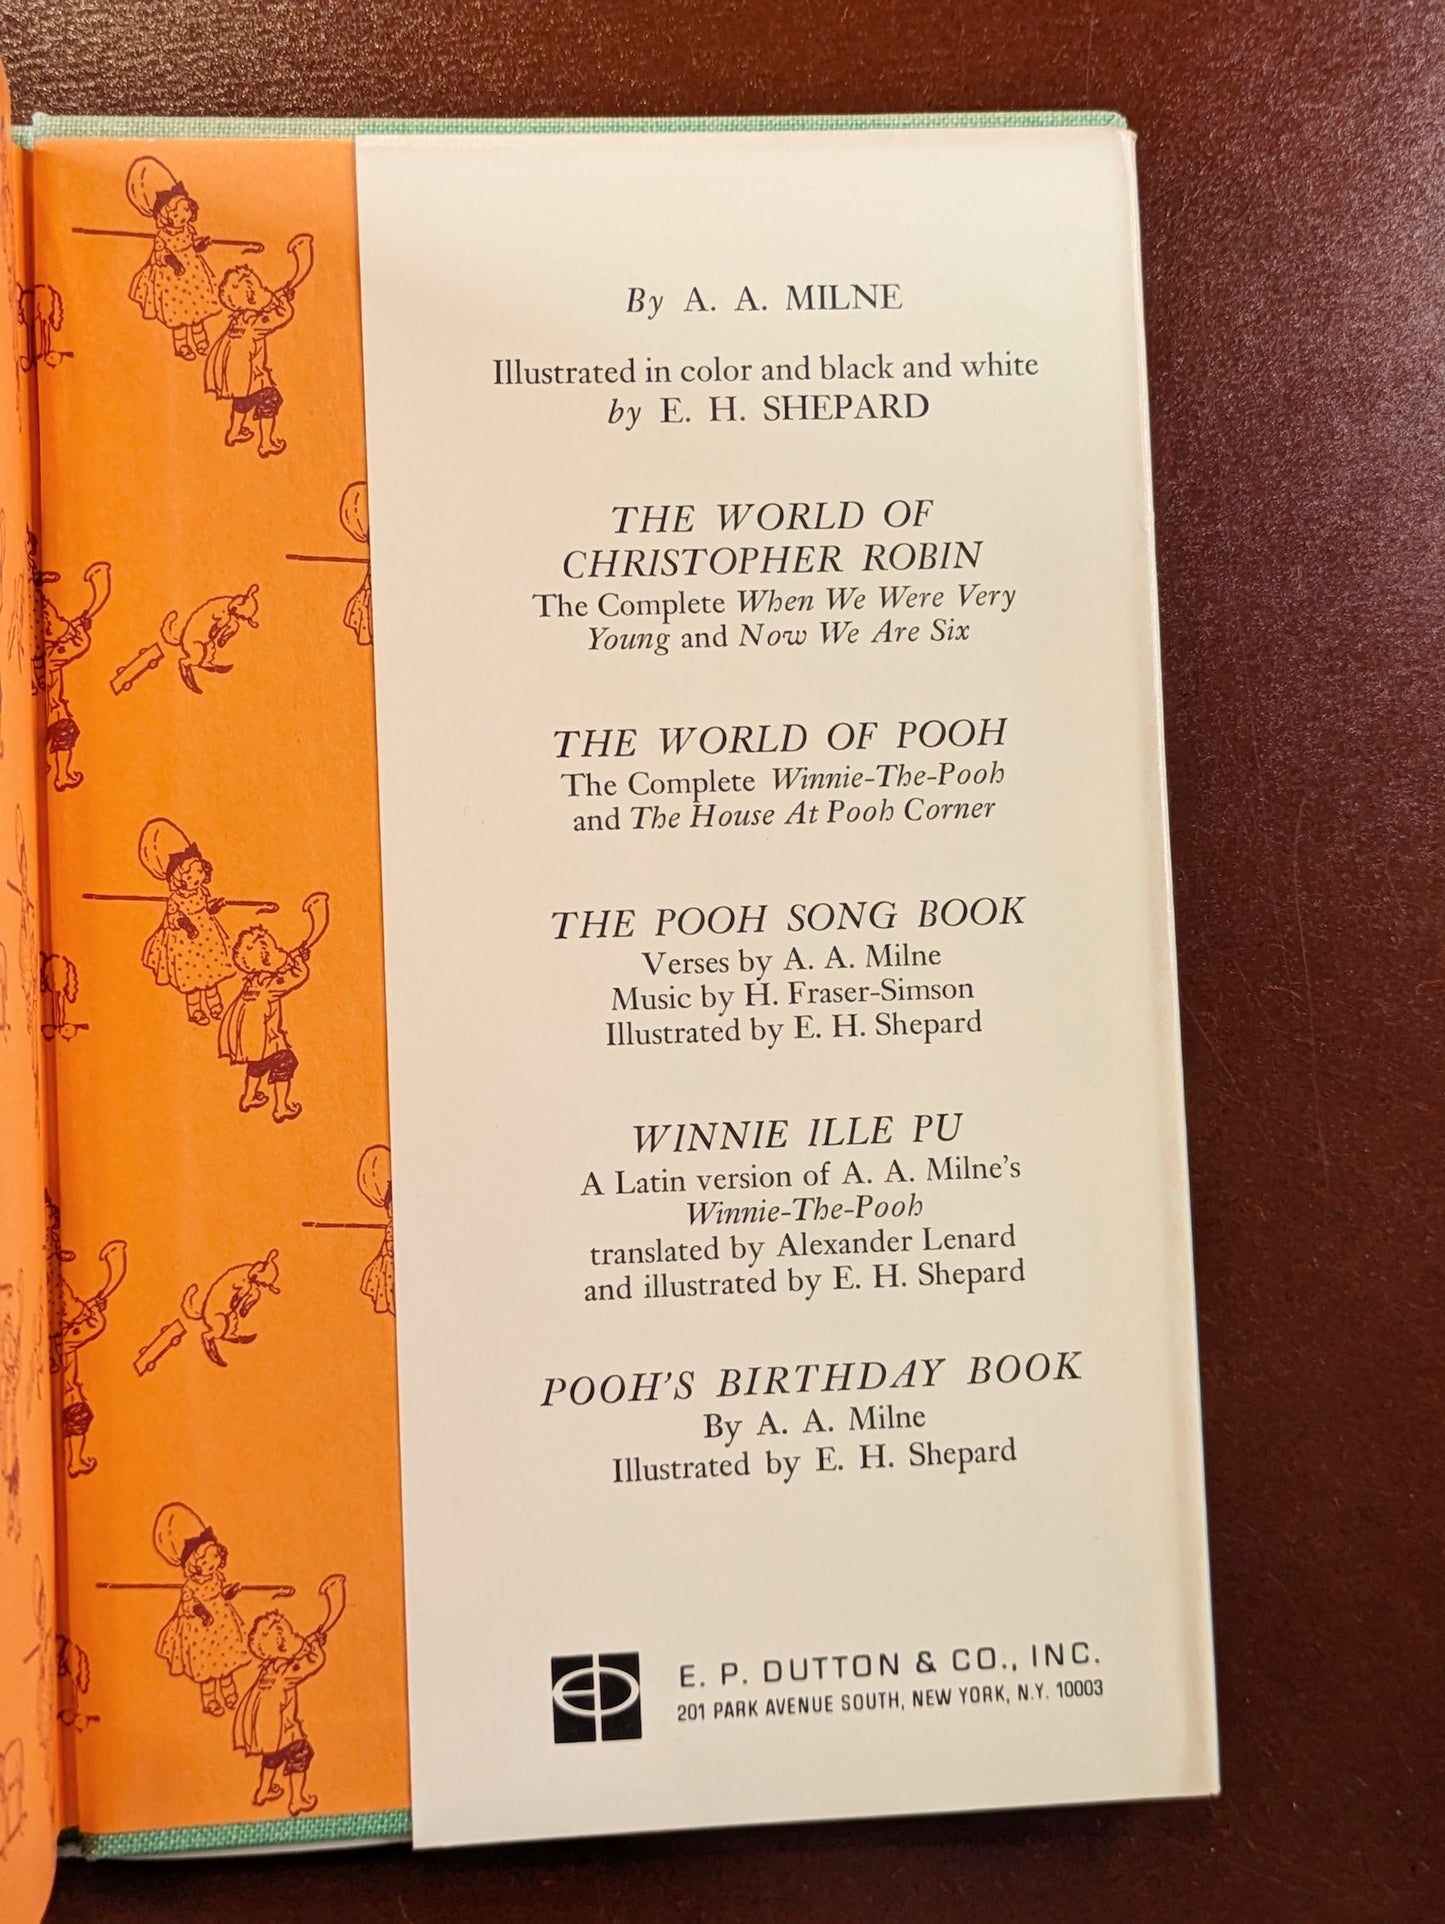 By A. A. MILNE
Illustrated in color and black and white
by E. H. SHEPARD
THE WORLD OF
CHRISTOPHER ROBIN
The Complete When We Were Very
Young and Now We Are Six
THE WORLD OF POOH
The Complete Winnie-The-Pooh
and The House At Pooh Corner
THE POOH SONG BOOK
Verses by A. A. Milne
Music by H. Fraser-Simson
Illustrated by E. H. Shepard
WINNIE ILLE PU
A Latin version of A. A. Milne's
Winnie-The-Pooh
translated by Alexander Lenard
and illustrated by E. H. Shepard
POOH'S BIRTHDAY BOOK
By A. A. Milne
Illustrated by E. H. Shepard
E. P. DUTTON & CO., INC.
201 PARK AVENUE SOUTH, NEW YORK, N.Y. 10003